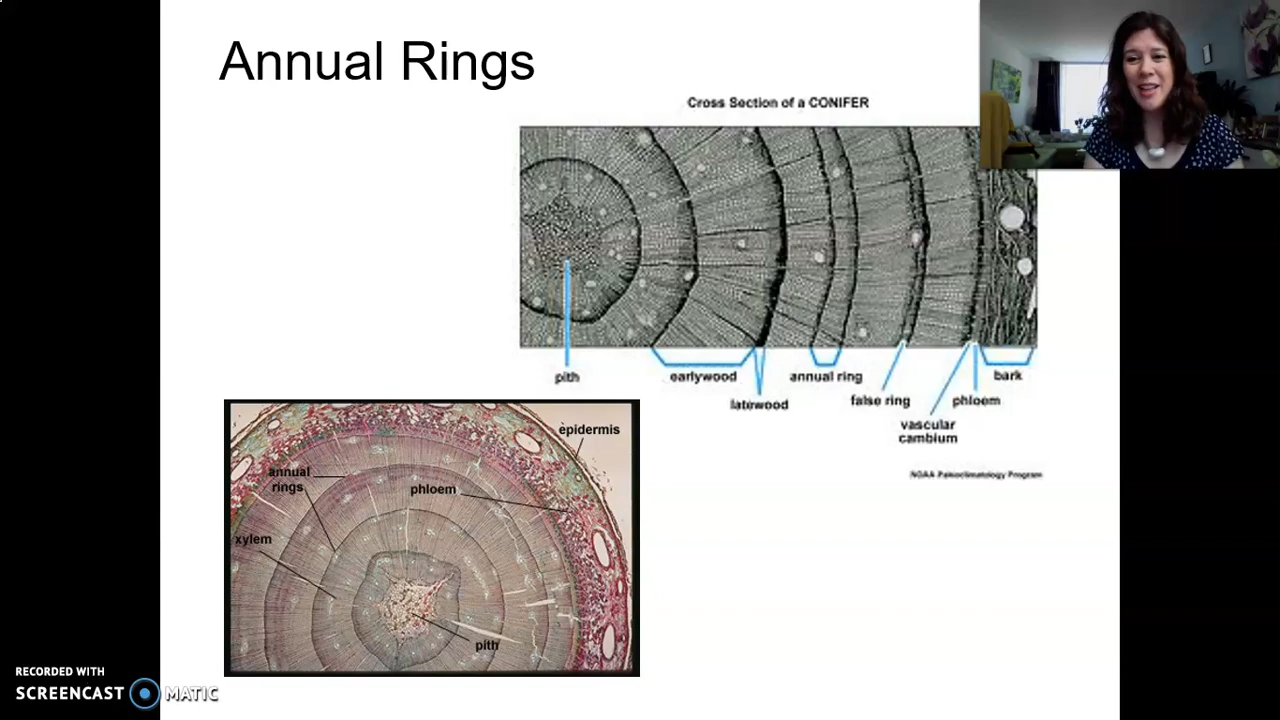 Annual Rings
Cross Section of a CONIFER
pith
earlywood
latewood
annual ring
false ring
vascular
cambium
phloem
bark
NOAA Paleoclimatology Program
epidermis
annual
rings
phloem
xylem
pith
RECORDED WITH
SCREENCAST MATIC